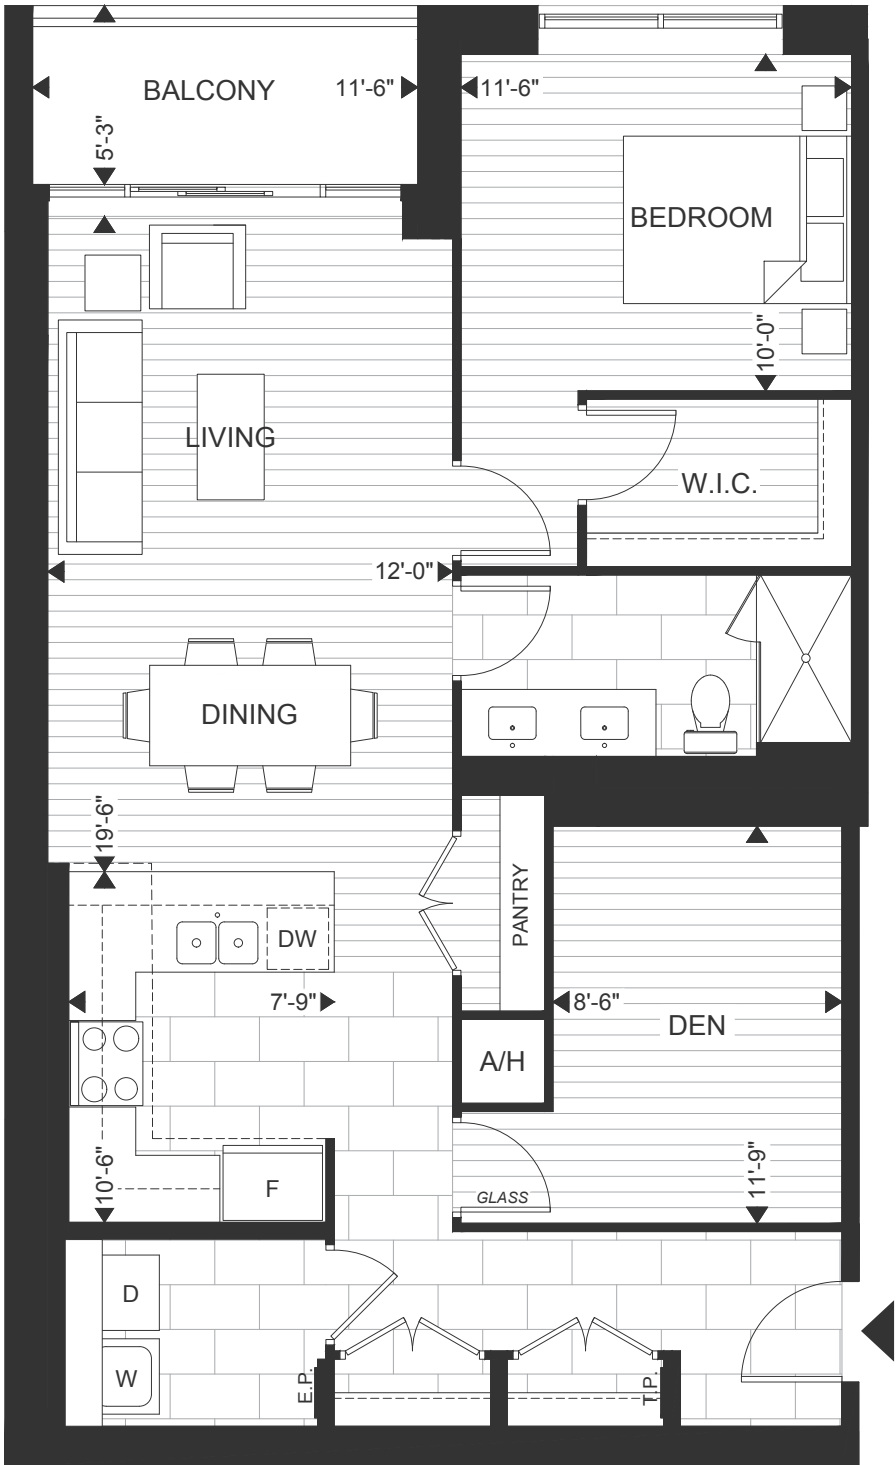 BALCONY
11'-6"
5'-3"
11'-6"
BEDROOM
10'-0"
LIVING
W.I.C.
12'-0"
DINING
19'-6"
PANTRY
DW
7'-9"
8'-6"
DEN
A/H
10'-6"
F
GLASS
11'-9"
D
W
E.P.
T.P.